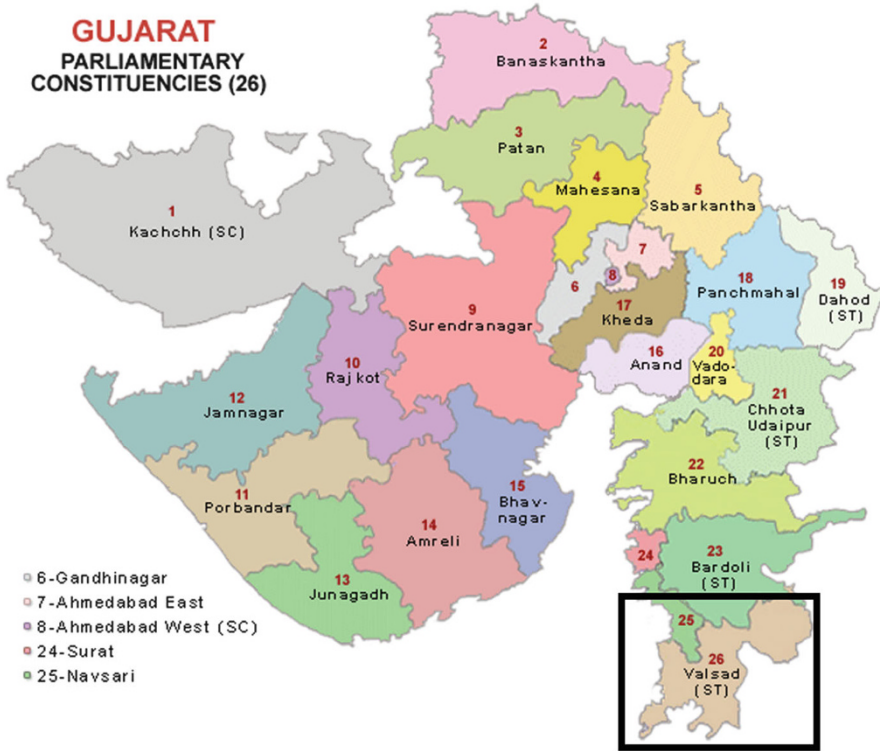 GUJARAT
PARLIAMENTARY
CONSTITUENCIES (26)
2
Banaskantha
3
Patan
4
Mahesana
5
Sabarkantha
1
Kachchh (SC)
6
7
8
9
Surendranagar
17
Kheda
18
Panchmahal
19
Dahod
(ST)
10
Rajkot
16
Anand
20
Vado-
dara
12
Jamnagar
21
Chhota
Udaipur
(ST)
22
Bharuch
11
Porbandar
15
Bhav-
nagar
14
Amreli
13
Junagadh
24
23
Bardoli
(ST)
25
26
Valsad
(ST)
6-Gandhinagar
7-Ahmedabad East
8-Ahmedabad West (SC)
24-Surat
25-Navsari